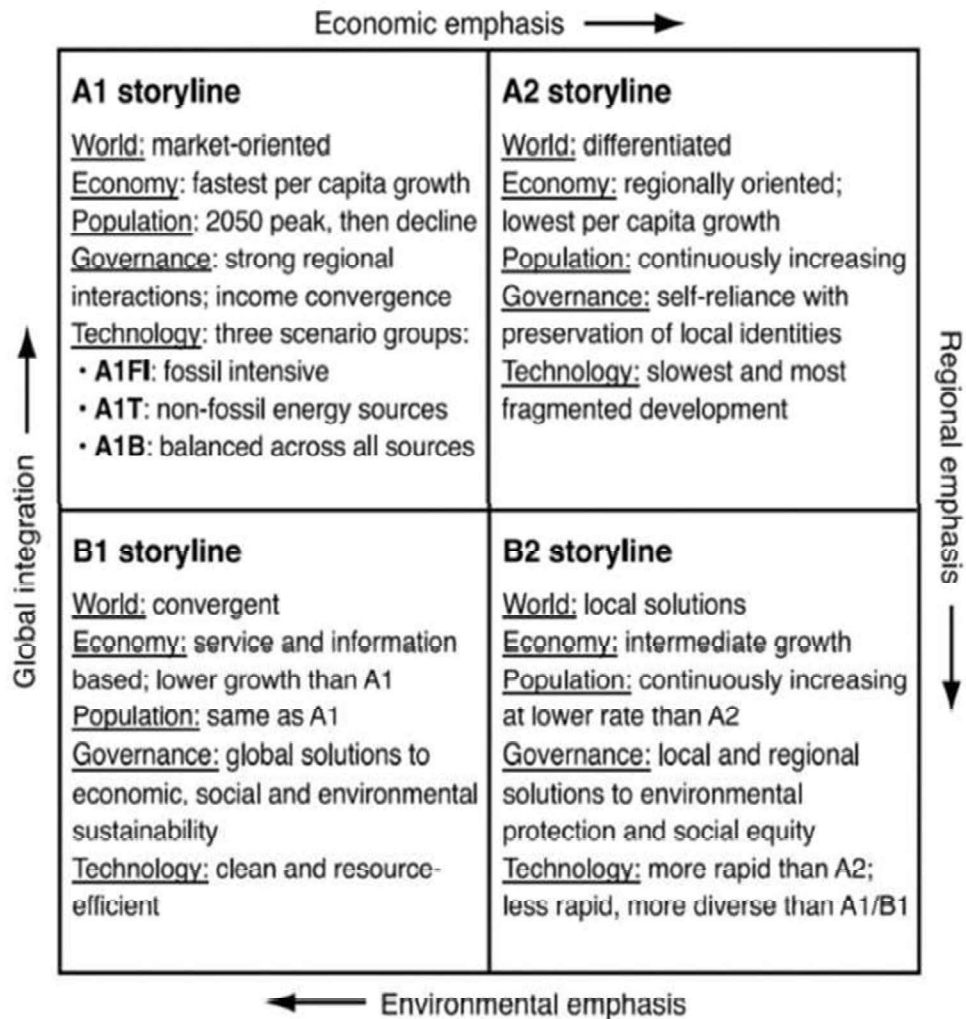 Economic emphasis
A1 storyline
World: market-oriented
Economy: fastest per capita growth
Population: 2050 peak, then decline
Governance: strong regional
interactions; income convergence
Technology: three scenario groups:
• A1FI: fossil intensive
• A1T: non-fossil energy sources
• A1B: balanced across all sources
A2 storyline
World: differentiated
Economy: regionally oriented;
lowest per capita growth
Population: continuously increasing
Governance: self-reliance with
preservation of local identities
Technology: slowest and most
fragmented development
Global integration
Regional emphasis
B1 storyline
World: convergent
Economy: service and information
based; lower growth than A1
Population: same as A1
Governance: global solutions to
economic, social and environmental
sustainability
Technology: clean and resource-
efficient
B2 storyline
World: local solutions
Economy: intermediate growth
Population: continuously increasing
at lower rate than A2
Governance: local and regional
solutions to environmental
protection and social equity
Technology: more rapid than A2;
less rapid, more diverse than A1/B1
Environmental emphasis